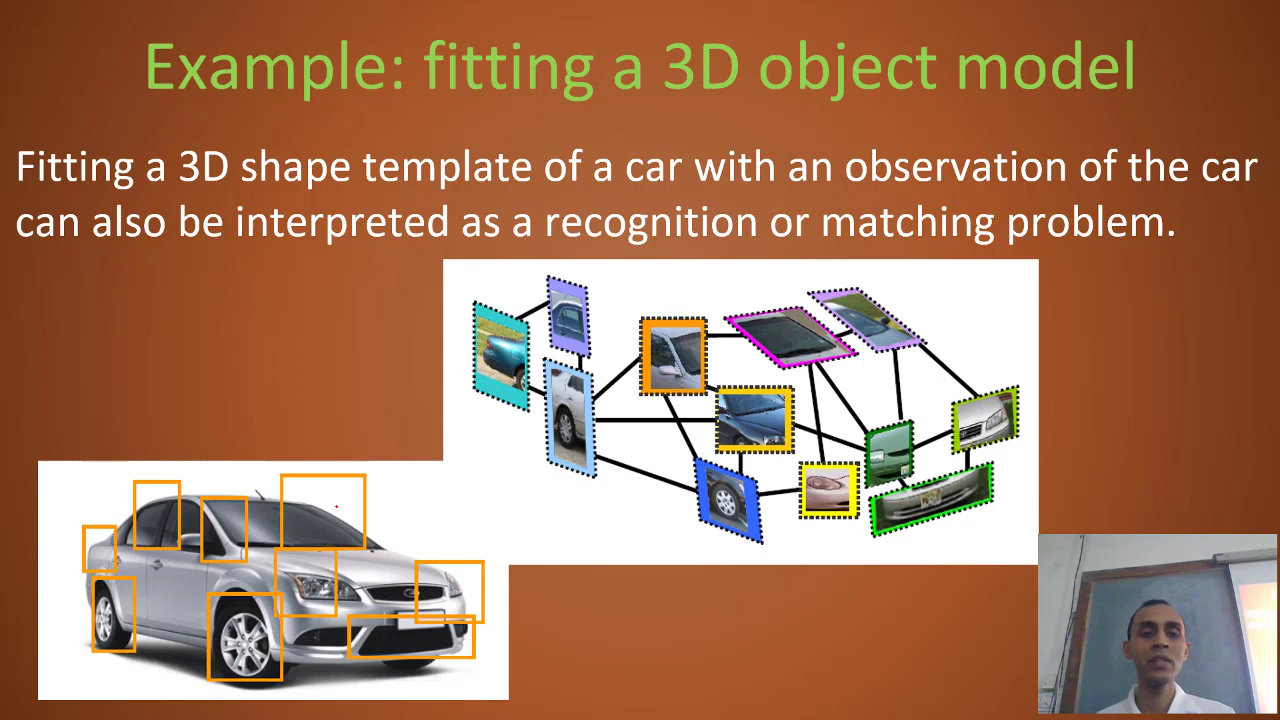 Example: fitting a 3D object model
Fitting a 3D shape template of a car with an observation of the car
can also be interpreted as a recognition or matching problem.